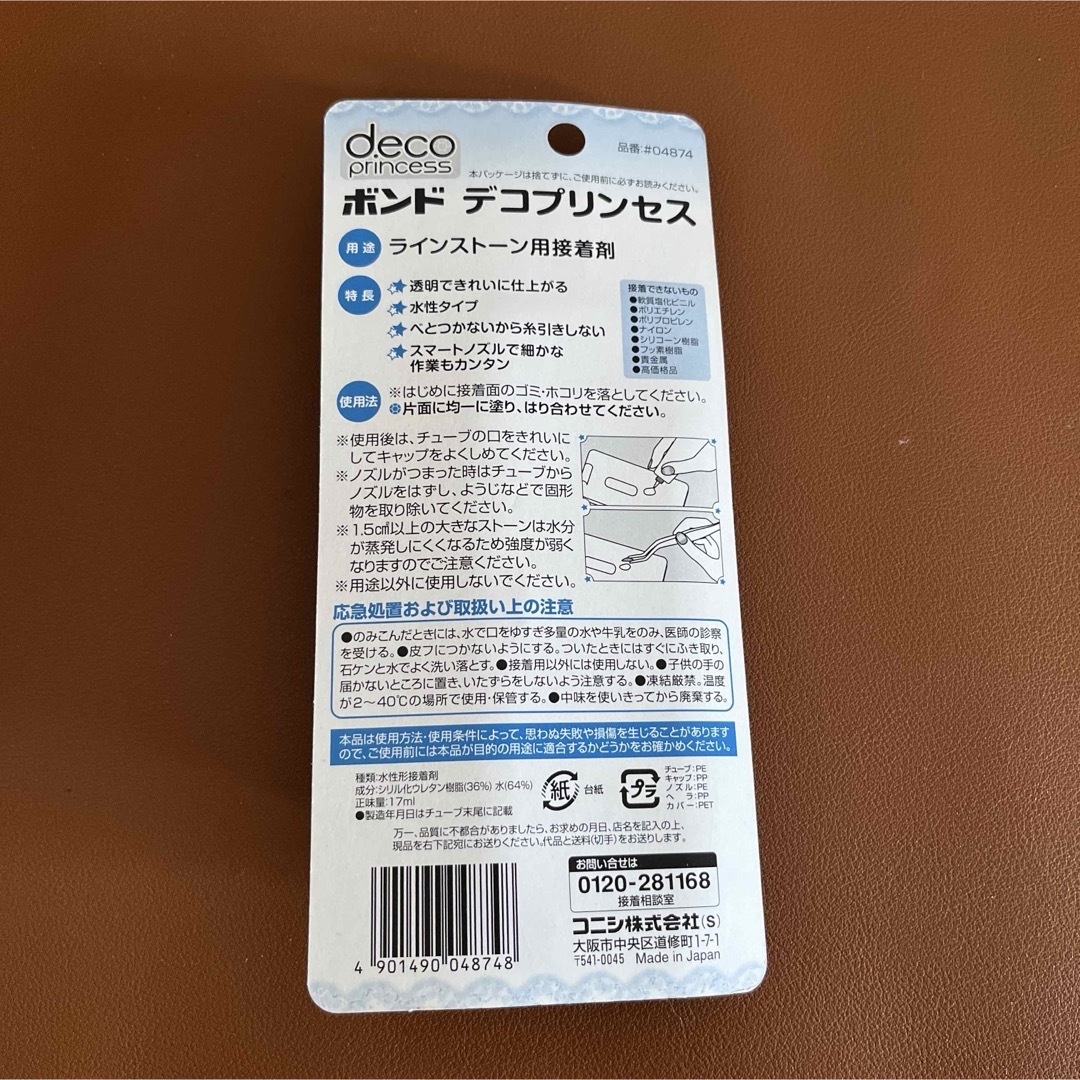 deco
princess
品番:#04874
本パッケージは捨てずに、ご使用前に必ずお読みください。
ボンド デコプリンセス
用途 ラインストーン用接着剤
特長
透明できれいに仕上がる
水性タイプ
べとつかないから糸引きしない
スマートノズルで細かな
作業もカンタン
接着できないもの
●軟質塩化ビニル
●ポリエチレン
●ポリプロピレン
●ナイロン
●シリコーン樹脂
●フッ素樹脂
●貴金属
●高価格品
使用法
※はじめに接着面のゴミ・ホコリを落としてください。
片面に均一に塗り、はり合わせてください。
※使用後は、チューブの口をきれいに
してキャップをよくしめてください。
※ノズルがつまった時はチューブから
ノズルをはずし、ようじなどで固形
物を取り除いてください。
※1.5c㎡以上の大きなストーンは水分
が蒸発しにくくなるため強度が弱く
なりますのでご注意ください。
※用途以外に使用しないでください。
応急処置および取扱い上の注意
●のみこんだときには、水で口をゆすぎ多量の水や牛乳をのみ、医師の診察
を受ける。●皮フにつかないようにする。ついたときにはすぐにふき取り、
石ケンと水でよく洗い落とす。●接着用以外には使用しない。●子供の手の
届かないところに置き、いたずらをしないよう注意する。●凍結厳禁。温度
が2〜40℃の場所で使用・保管する。●中味を使いきってから廃棄する。
本品は使用方法・使用条件によって、思わぬ失敗や損傷を生じることがあります
ので、ご使用前には本品が目的の用途に適合するかどうかをお確かめください。
種類:水性形接着剤
成分:シリル化ウレタン樹脂(36%) 水(64%)
正味量:17ml
●製造年月日はチューブ末尾に記載
紙 台紙
プラ
チューブ:PE
キャップ:PP
ノズル:PE
ヘラ:PP
カバー:PET
万一、品質に不都合がありましたら、お求めの月日、店名を記入の上、
現品を右下記宛にお送りください。代品と送料(切手)をお送りします。
お問い合せは
0120-281168
接着相談室
コニシ株式会社(S)
大阪市中央区道修町1-7-1
〒541-0045 Made in Japan
4 901490 048748